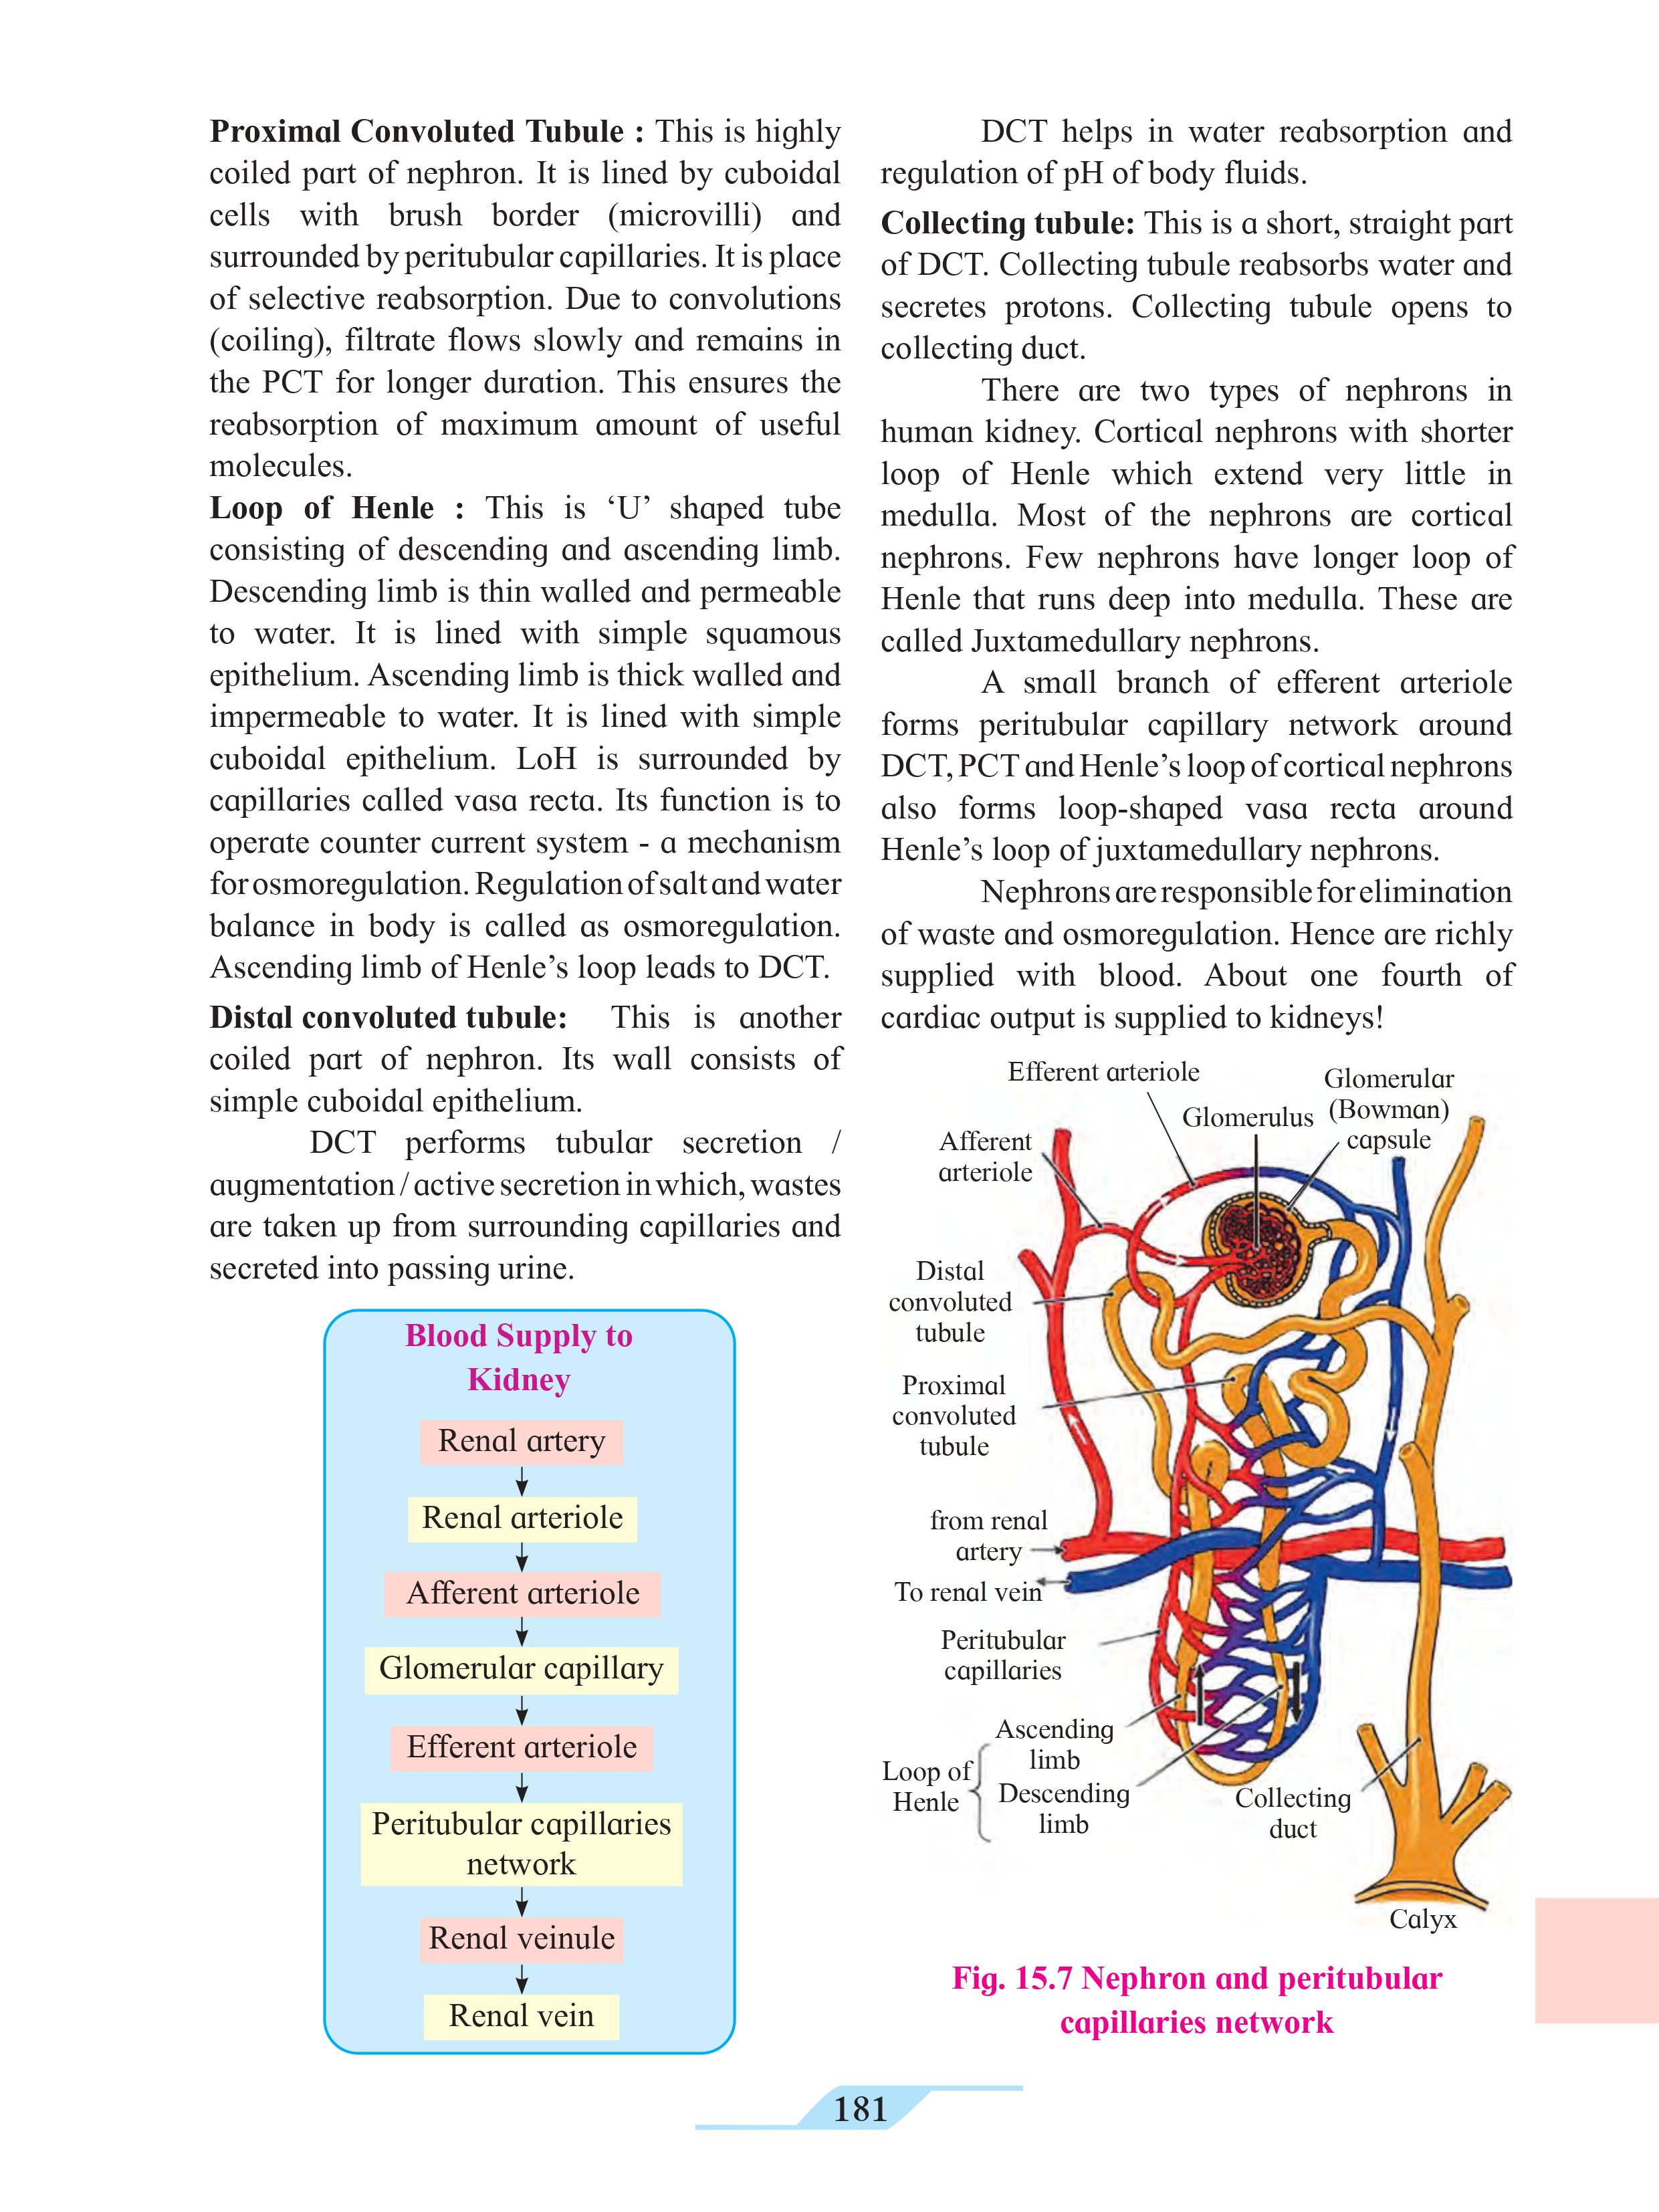 Proximal Convoluted Tubule : This is highly
coiled part of nephron. It is lined by cuboidal
cells with brush border (microvilli) and
surrounded by peritubular capillaries. It is place
of selective reabsorption. Due to convolutions
(coiling), filtrate flows slowly and remains in
the PCT for longer duration. This ensures the
reabsorption of maximum amount of useful
molecules.
Loop of Henle : This is ‘U’ shaped tube
consisting of descending and ascending limb.
Descending limb is thin walled and permeable
to water. It is lined with simple squamous
epithelium. Ascending limb is thick walled and
impermeable to water. It is lined with simple
cuboidal epithelium. LoH is surrounded by
capillaries called vasa recta. Its function is to
operate counter current system - a mechanism
for osmoregulation. Regulation of salt and water
balance in body is called as osmoregulation.
Ascending limb of Henle’s loop leads to DCT.
Distal convoluted tubule: This is another
coiled part of nephron. Its wall consists of
simple cuboidal epithelium.
DCT performs tubular secretion /
augmentation / active secretion in which, wastes
are taken up from surrounding capillaries and
secreted into passing urine.
Blood Supply to
Kidney
Renal artery
Renal arteriole
Afferent arteriole
Glomerular capillary
Efferent arteriole
Peritubular capillaries
network
Renal veinule
Renal vein
DCT helps in water reabsorption and
regulation of pH of body fluids.
Collecting tubule: This is a short, straight part
of DCT. Collecting tubule reabsorbs water and
secretes protons. Collecting tubule opens to
collecting duct.
There are two types of nephrons in
human kidney. Cortical nephrons with shorter
loop of Henle which extend very little in
medulla. Most of the nephrons are cortical
nephrons. Few nephrons have longer loop of
Henle that runs deep into medulla. These are
called Juxtamedullary nephrons.
A small branch of efferent arteriole
forms peritubular capillary network around
DCT, PCT and Henle’s loop of cortical nephrons
also forms loop-shaped vasa recta around
Henle’s loop of juxtamedullary nephrons.
Nephrons are responsible for elimination
of waste and osmoregulation. Hence are richly
supplied with blood. About one fourth of
cardiac output is supplied to kidneys!
Efferent arteriole
Glomerular
(Bowman)
capsule
Glomerulus
Afferent
arteriole
Distal
convoluted
tubule
Proximal
convoluted
tubule
from renal
artery
To renal vein
Peritubular
capillaries
Ascending
limb
Loop of
Henle
Descending
limb
Collecting
duct
Calyx
Fig. 15.7 Nephron and peritubular
capillaries network
181